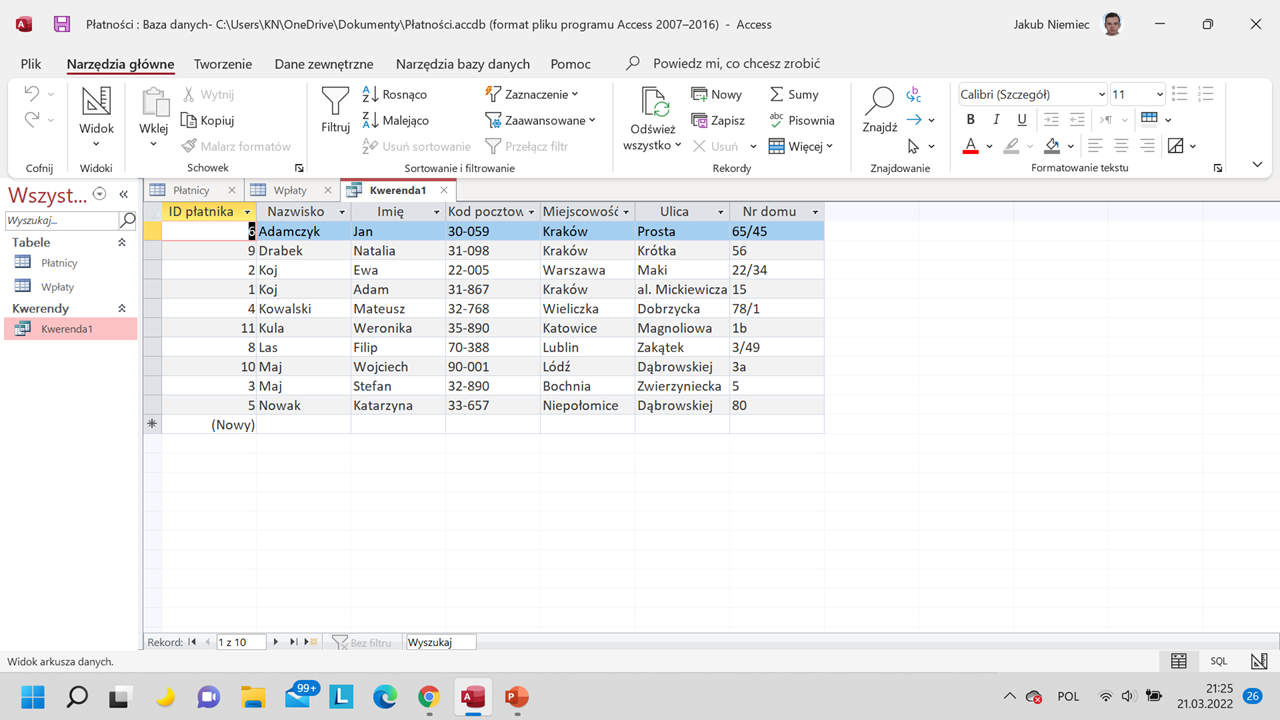 Płatności : Baza danych- C:\Users\KN\OneDrive\Dokumenty\Płatności.accdb (format pliku programu Access 2007–2016) - Access
Jakub Niemiec
Plik Narzędzia główne Tworzenie Dane zewnętrzne Narzędzia bazy danych Pomoc Powiedz mi, co chcesz zrobić
Widok
Wklej
Wytnij
Kopiuj
Malarz formatów
Filtruj
Rosnąco
Malejąco
Usuń sortowanie
Zaznaczenie
Zaawansowane
Przełącz filtr
Odśwież
wszystko
Nowy
Zapisz
Usuń
Sumy
Pisownia
Więcej
Znajdź
Calibri (Szczegół) 11
Cofnij Widoki Schowek Sortowanie i filtrowanie Rekordy Znajdowanie Formatowanie tekstu
Wszyst...
Wyszukaj...
Tabele
Płatnicy
Wpłaty
Kwerendy
Kwerenda1
Płatnicy Wpłaty Kwerenda1
ID płatnika Nazwisko Imię Kod pocztow Miejscowość Ulica Nr domu
6 Adamczyk Jan 30-059 Kraków Prosta 65/45
9 Drabek Natalia 31-098 Kraków Krótka 56
2 Koj Ewa 22-005 Warszawa Maki 22/34
1 Koj Adam 31-867 Kraków al. Mickiewicza 15
4 Kowalski Mateusz 32-768 Wieliczka Dobrzycka 78/1
11 Kula Weronika 35-890 Katowice Magnoliowa 1b
8 Las Filip 70-388 Lublin Zakątek 3/49
10 Maj Wojciech 90-001 Łódź Dąbrowskiej 3a
3 Maj Stefan 32-890 Bochnia Zwierzyniecka 5
5 Nowak Katarzyna 33-657 Niepołomice Dąbrowskiej 80
(Nowy)
Rekord: 1 z 10 Bez filtru Wyszukaj
Widok arkusza danych.
SQL
99+
POL
21:25
21.03.2022
26